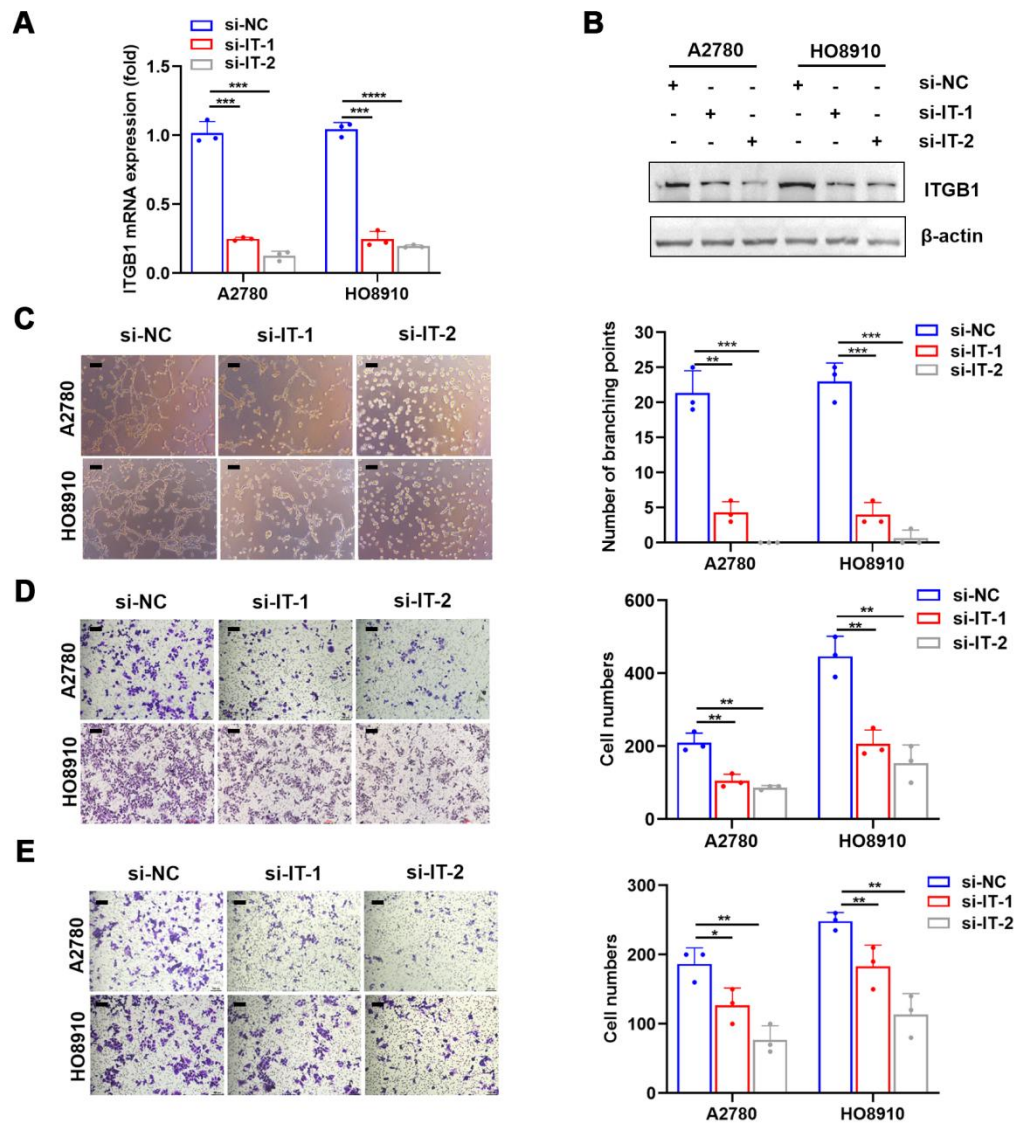 A
si-NC
si-IT-1
si-IT-2
ITGB1 mRNA expression (fold)
1.5
1.0
0.5
0.0
***
***
***
****
A2780
HO8910
B
A2780 HO8910
+ - - + - - si-NC
- + - - + - si-IT-1
- - + - - + si-IT-2
ITGB1
β-actin
C
si-NC si-IT-1 si-IT-2
A2780
HO8910
Number of branching points
30
25
20
15
10
5
0
***
**
***
***
A2780
HO8910
si-NC
si-IT-1
si-IT-2
D
si-NC si-IT-1 si-IT-2
A2780
HO8910
Cell numbers
600
400
200
0
**
**
**
**
A2780
HO8910
si-NC
si-IT-1
si-IT-2
E
si-NC si-IT-1 si-IT-2
A2780
HO8910
Cell numbers
300
200
100
0
**
*
**
**
A2780
HO8910
si-NC
si-IT-1
si-IT-2